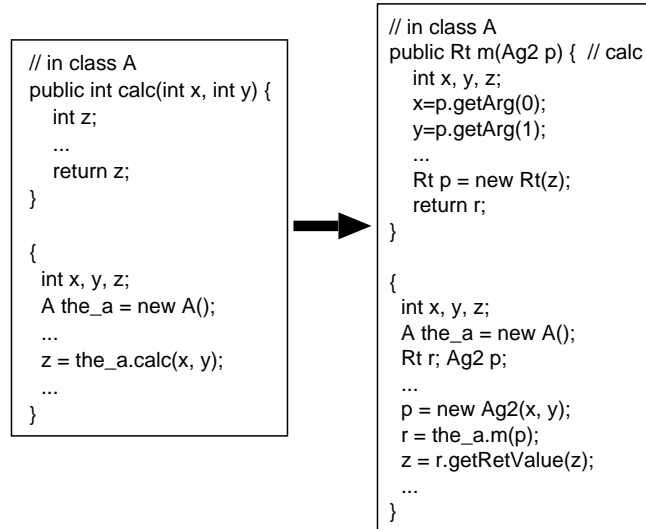 // in class A
public int calc(int x, int y) {
int z;
...
return z;
}
{
int x, y, z;
A the_a = new A();
...
z = the_a.calc(x, y);
...
}
// in class A
public Rt m(Ag2 p) { // calc
int x, y, z;
x=p.getArg(0);
y=p.getArg(1);
...
Rt p = new Rt(z);
return r;
}
{
int x, y, z;
A the_a = new A();
Rt r; Ag2 p;
...
p = new Ag2(x, y);
r = the_a.m(p);
z = r.getRetValue(z);
...
}